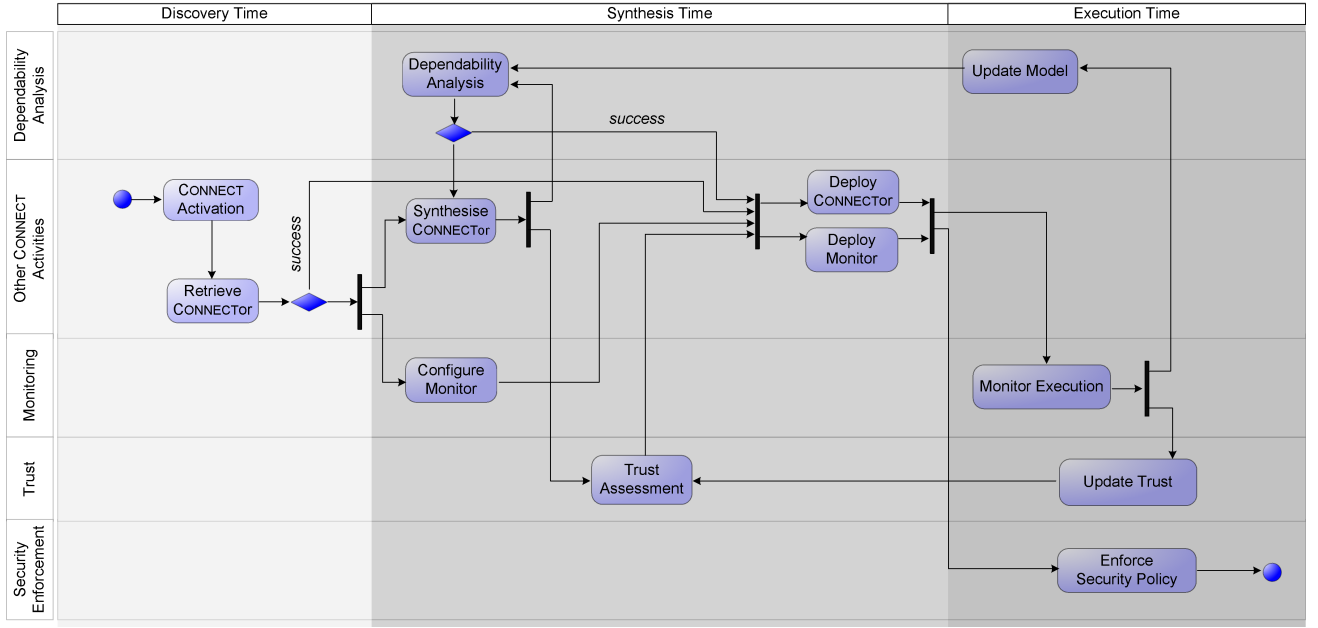 Discovery Time
Synthesis Time
Execution Time
Dependability
Analysis
Dependability
Analysis
Update Model
success
Other CONNECT
Activities
CONNECT
Activation
Retrieve
CONNECTor
success
Synthesise
CONNECTor
Deploy
CONNECTor
Deploy
Monitor
Monitoring
Configure
Monitor
Monitor Execution
Trust
Trust
Assessment
Update Trust
Security
Enforcement
Enforce
Security Policy